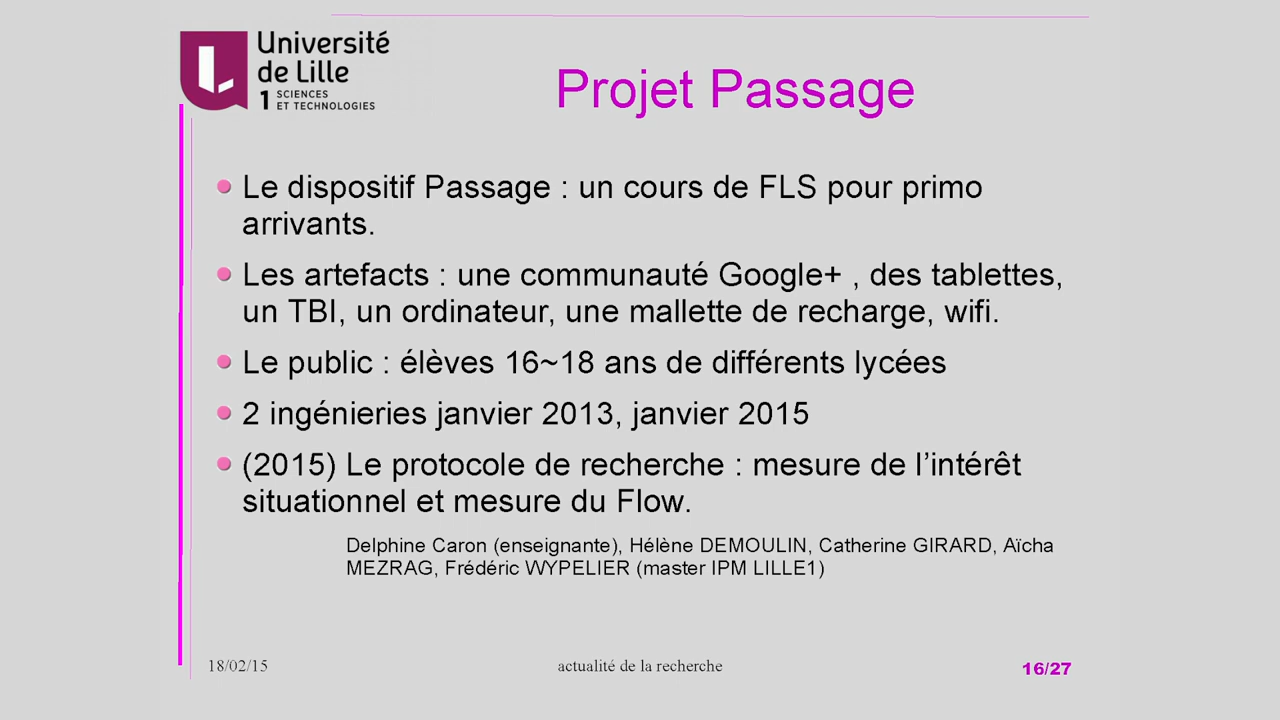 Université
de Lille
1 SCIENCES
ET TECHNOLOGIES
Projet Passage
Le dispositif Passage : un cours de FLS pour primo
arrivants.
Les artefacts : une communauté Google+ , des tablettes,
un TBI, un ordinateur, une mallette de recharge, wifi.
Le public : élèves 16~18 ans de différents lycées
2 ingénieries janvier 2013, janvier 2015
(2015) Le protocole de recherche : mesure de l’intérêt
situationnel et mesure du Flow.
Delphine Caron (enseignante), Hélène DEMOULIN, Catherine GIRARD, Aïcha
MEZRAG, Frédéric WYPELIER (master IPM LILLE1)
18/02/15
actualité de la recherche
16/27